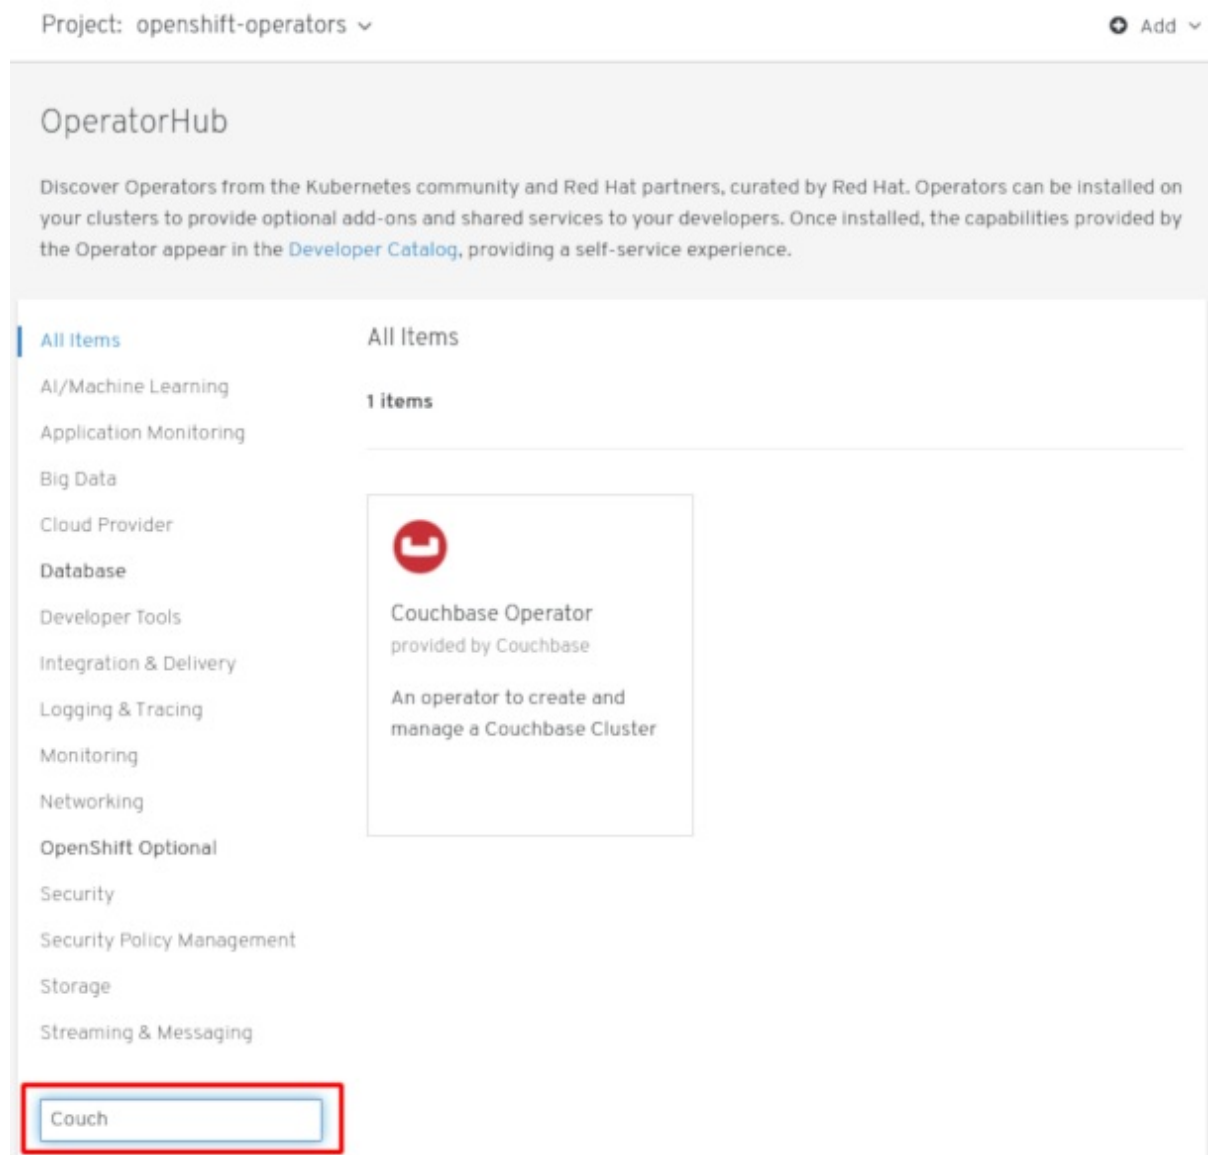 Project: openshift-operators
Add
OperatorHub
Discover Operators from the Kubernetes community and Red Hat partners, curated by Red Hat. Operators can be installed on
your clusters to provide optional add-ons and shared services to your developers. Once installed, the capabilities provided by
the Operator appear in the Developer Catalog, providing a self-service experience.
All Items
AI/Machine Learning
Application Monitoring
Big Data
Cloud Provider
Database
Developer Tools
Integration & Delivery
Logging & Tracing
Monitoring
Networking
OpenShift Optional
Security
Security Policy Management
Storage
Streaming & Messaging
Couch
All Items
1 items
Couchbase Operator
provided by Couchbase
An operator to create and
manage a Couchbase Cluster